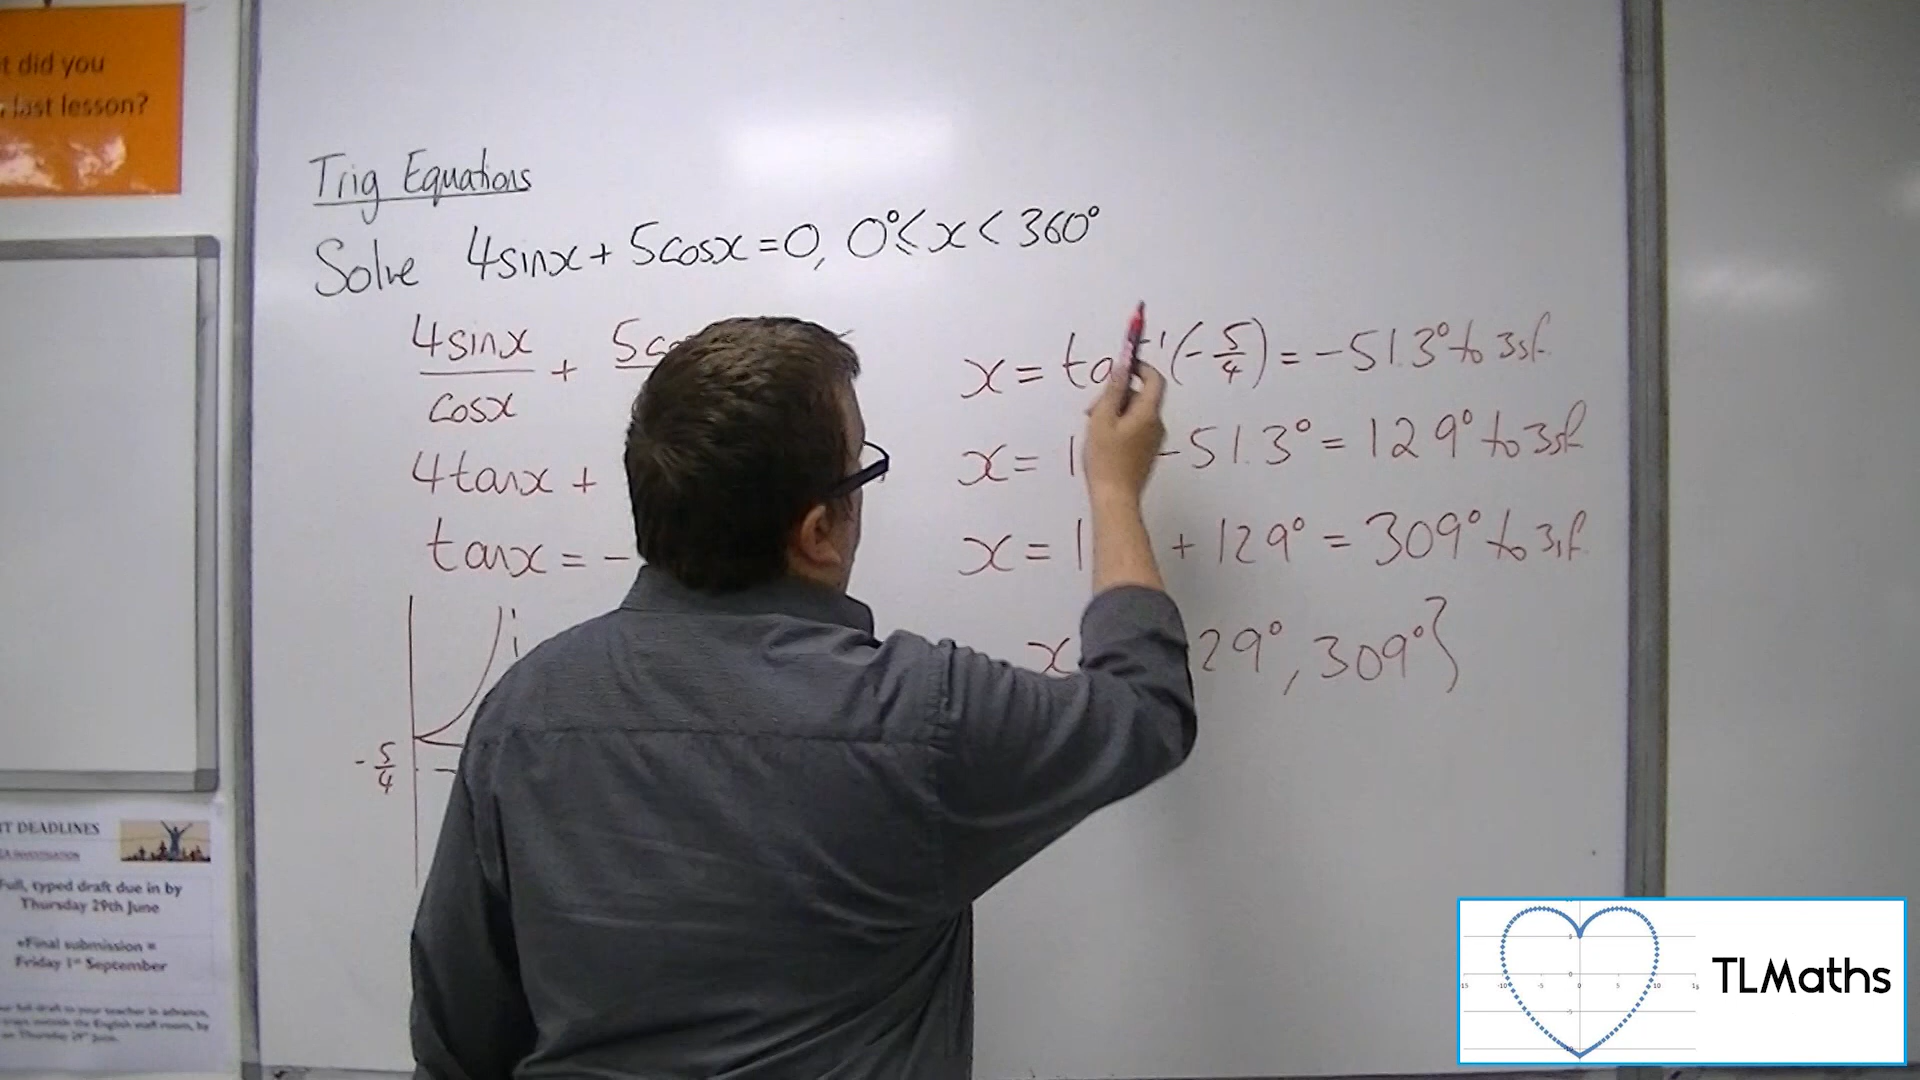 t did you
last lesson?
Trig Equations
Solve 4sinx + 5cosx = 0, 0° ≤ x < 360°
4sinx/cosx + 5co
4tanx +
tanx = -
-5/4
x = ta ⁻¹(-5/4) = -51.3° to 3sf.
x = 1 - 51.3° = 129° to 3sf
x = 1 + 129° = 309° to 3sf.
x 29°, 309°}
T DEADLINES
Full, typed draft due in by
Thursday 29th June
*Final submission =
Friday 1st September
TLMaths